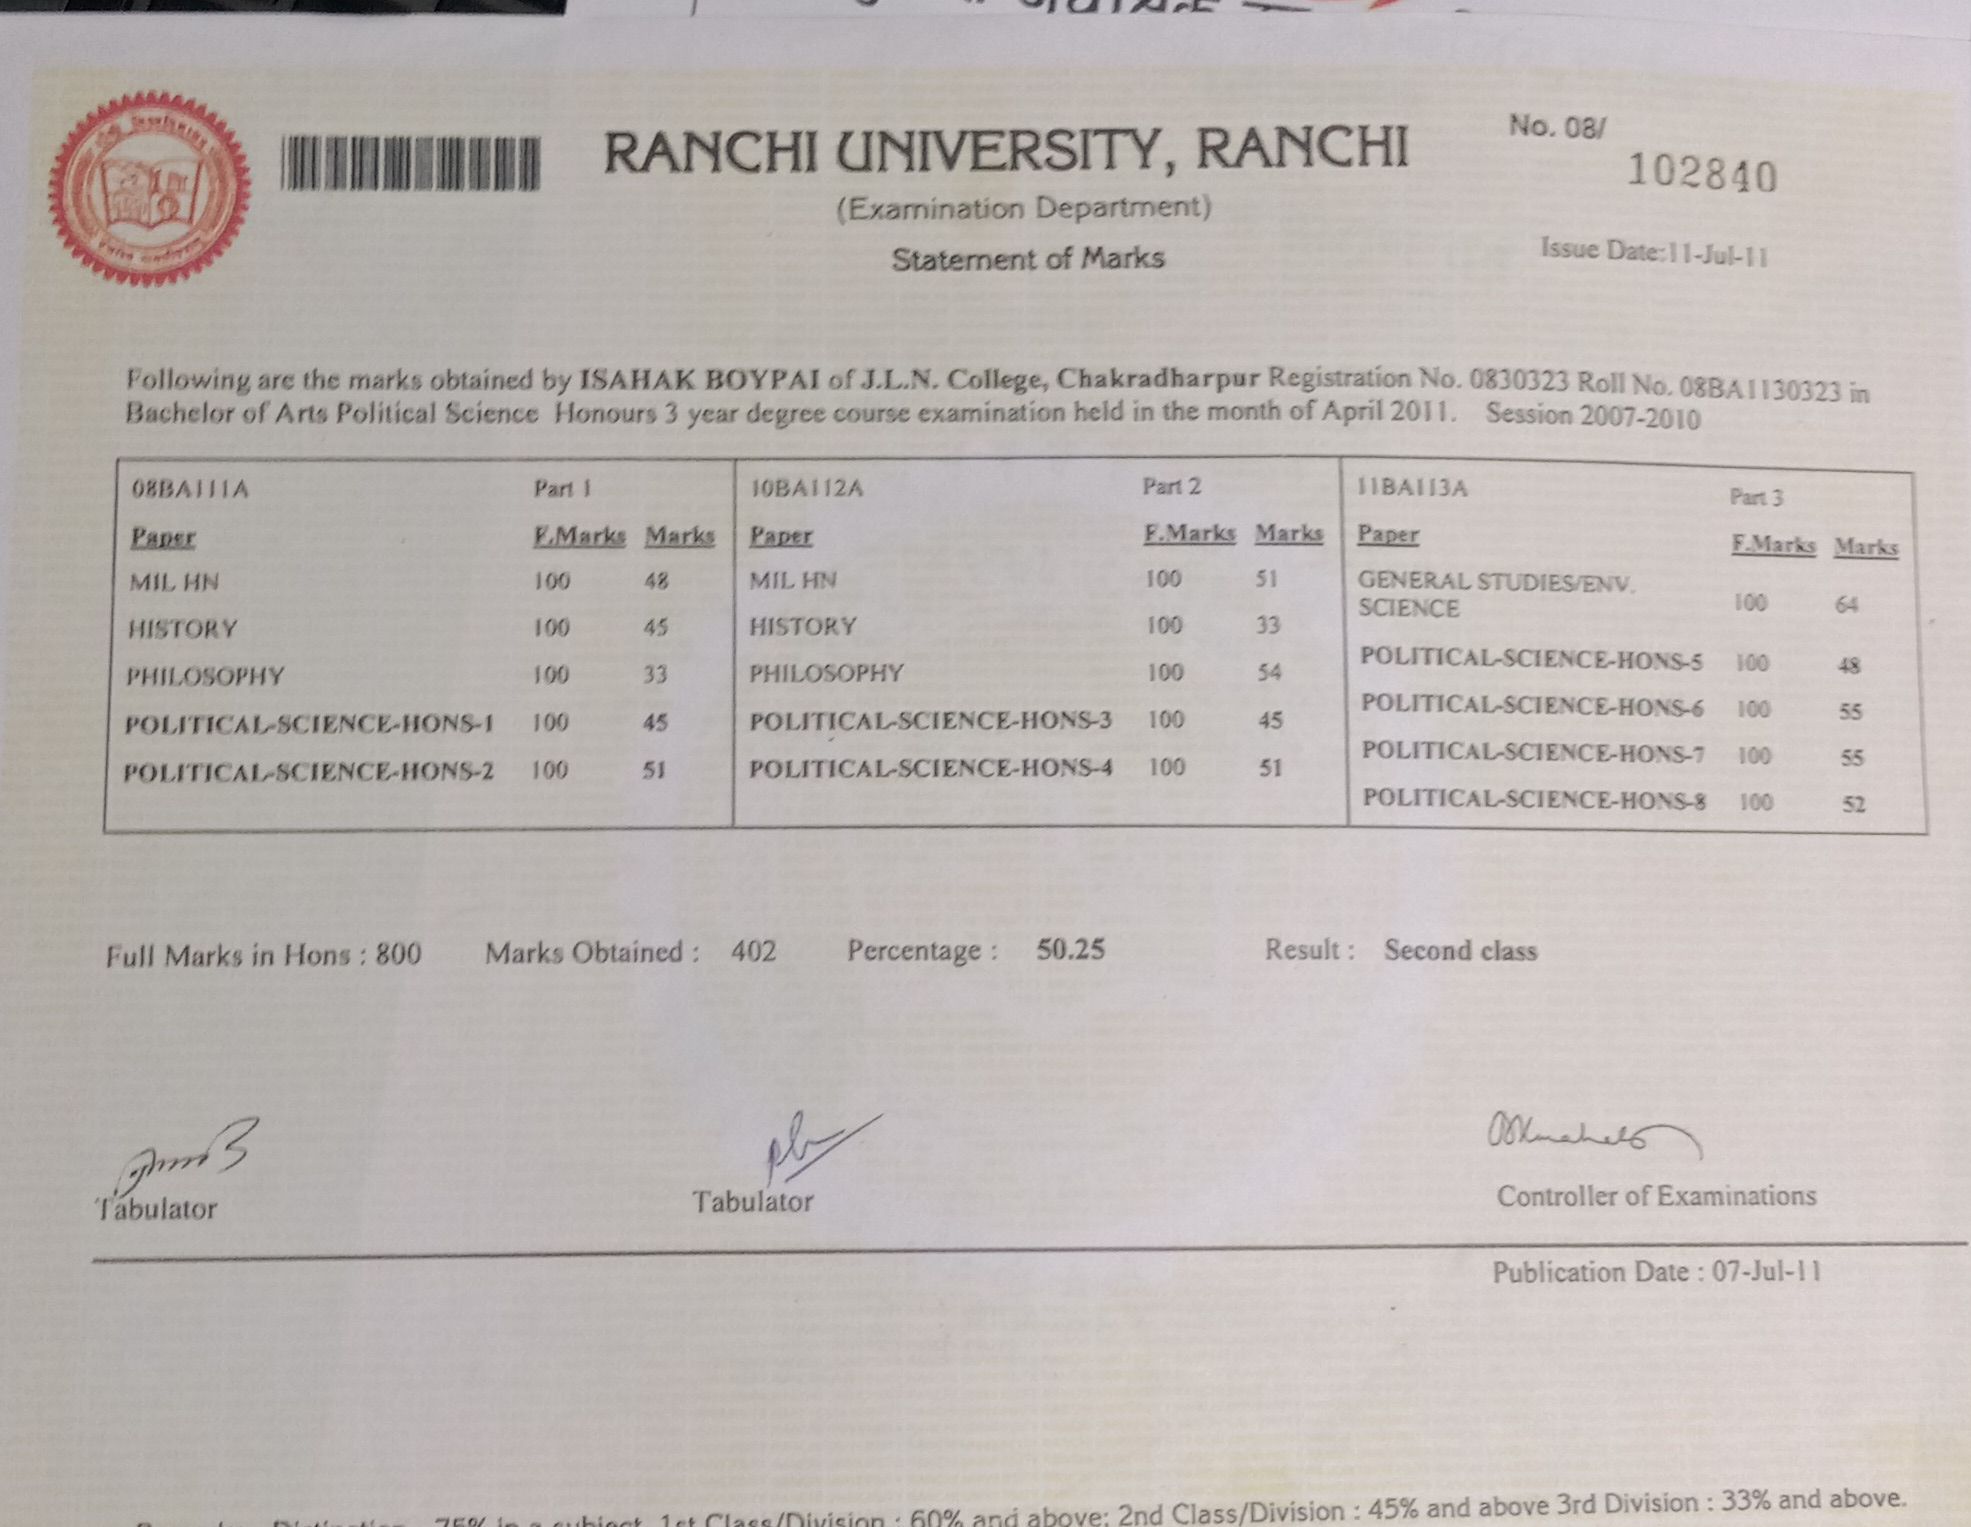 RANCHI UNIVERSITY, RANCHI
(Examination Department)
Statement of Marks
No. 08/
102840
Issue Date:11-Jul-11
Following are the marks obtained by ISAHAK BOYPAI of J.L.N. College, Chakradharpur Registration No. 0830323 Roll No. 08BA1130323 in
Bachelor of Arts Political Science Honours 3 year degree course examination held in the month of April 2011. Session 2007-2010
08BA111A Part 1
Paper F.Marks Marks
MIL HN 100 48
HISTORY 100 45
PHILOSOPHY 100 33
POLITICAL-SCIENCE-HONS-1 100 45
POLITICAL-SCIENCE-HONS-2 100 51
10BA112A Part 2
Paper F.Marks Marks
MIL HN 100 51
HISTORY 100 33
PHILOSOPHY 100 54
POLITICAL-SCIENCE-HONS-3 100 45
POLITICAL-SCIENCE-HONS-4 100 51
11BA113A Part 3
Paper F.Marks Marks
GENERAL STUDIES/ENV.
SCIENCE 100 64
POLITICAL-SCIENCE-HONS-5 100 48
POLITICAL-SCIENCE-HONS-6 100 55
POLITICAL-SCIENCE-HONS-7 100 55
POLITICAL-SCIENCE-HONS-8 100 52
Full Marks in Hons : 800 Marks Obtained : 402 Percentage : 50.25 Result : Second class
Tabulator Tabulator Controller of Examinations
Publication Date : 07-Jul-11
75% in a subject, 1st Class/Division : 60% and above; 2nd Class/Division : 45% and above 3rd Division : 33% and above.